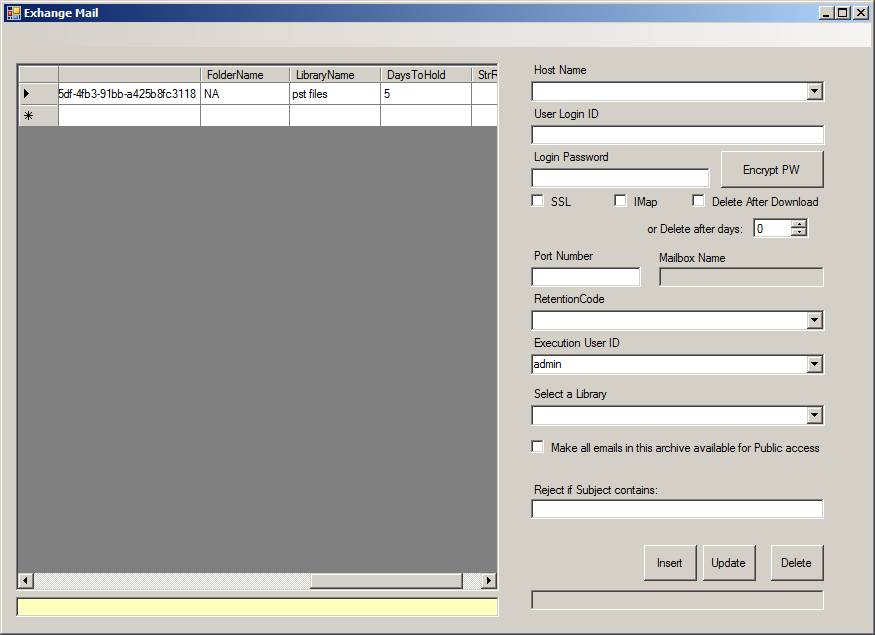 Exhange Mail
FolderName LibraryName DaysToHold StrR
5df-4fb3-91bb-a425b8fc3118 NA pst files 5
Host Name
User Login ID
Login Password
Encrypt PW
SSL IMap Delete After Download
or Delete after days: 0
Port Number Mailbox Name
RetentionCode
Execution User ID
admin
Select a Library
Make all emails in this archive available for Public access
Reject if Subject contains:
Insert Update Delete